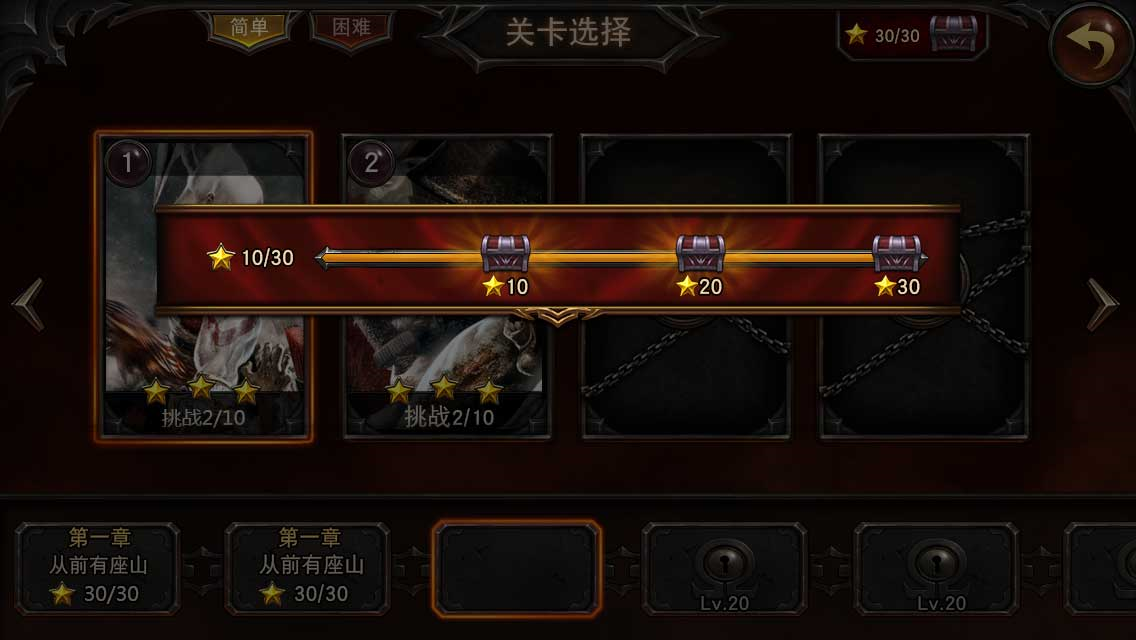 简单
困难
关卡选择
30/30
1
2
10/30
10
20
30
挑战2/10
挑战2/10
第一章
从前有座山
30/30
第一章
从前有座山
30/30
Lv.20
Lv.20